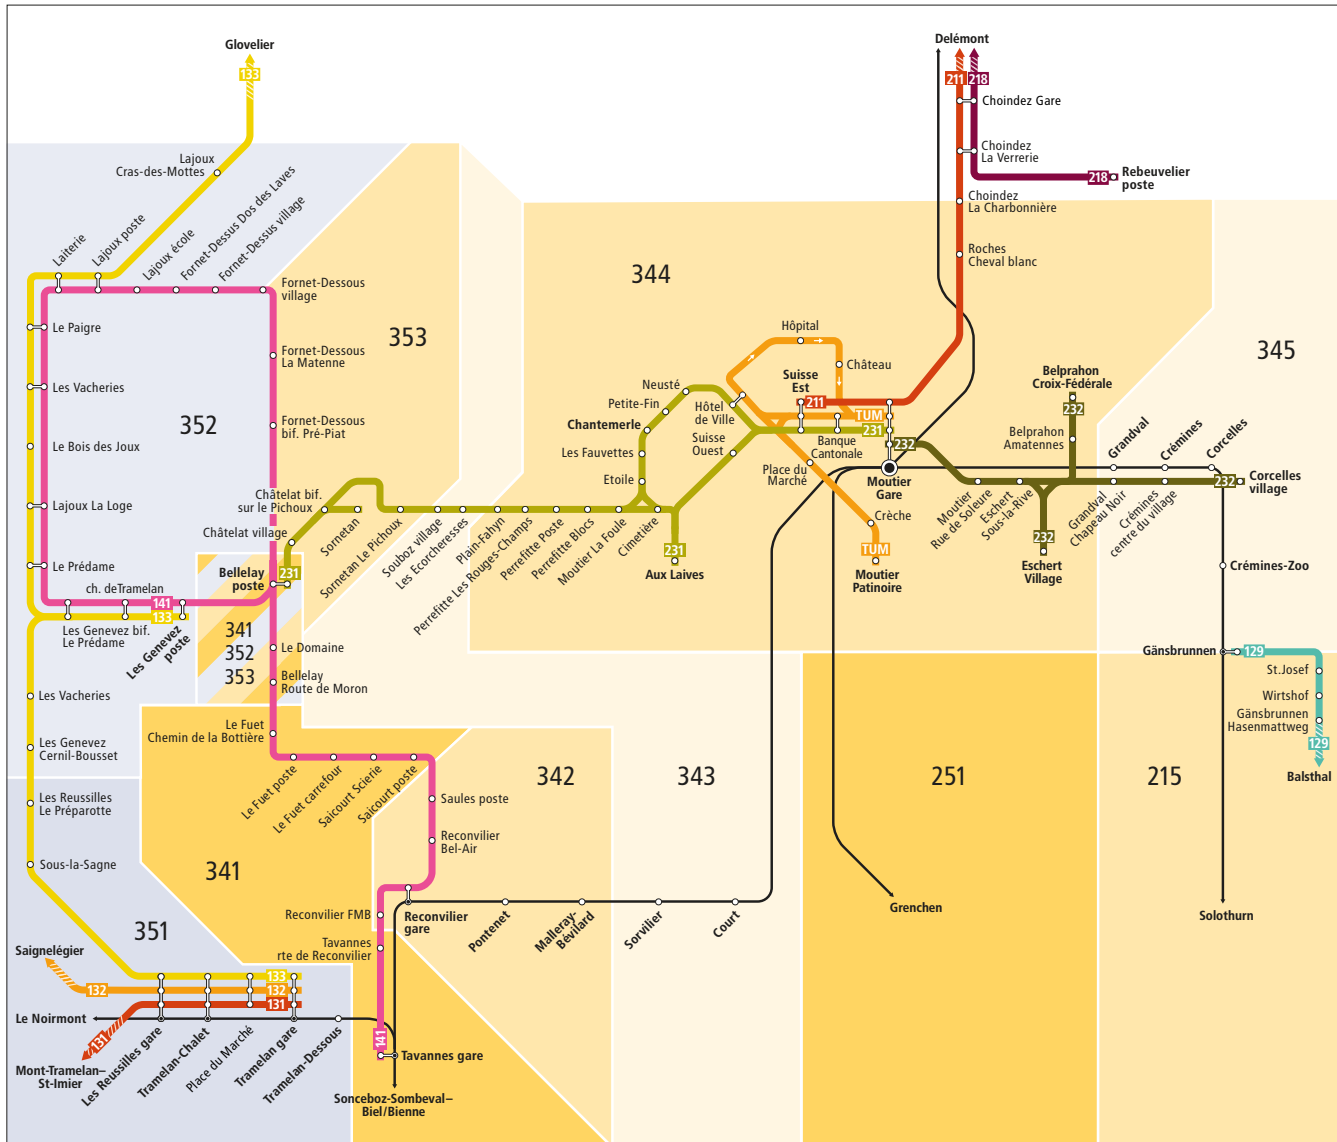 Glovelier
133
Delémont
211
218
Choindez Gare
Choindez
La Verrerie
218
Rebeuvelier
poste
Choindez
La Charbonnière
Roches
Cheval blanc
Lajoux
Cras-des-Mottes
Laiterie
Lajoux poste
Lajoux école
Fornet-Dessus Dos des Laves
Fornet-Dessus village
Fornet-Dessous
village
Le Paigre
Fornet-Dessous
La Matenne
Les Vacheries
Fornet-Dessous
bif. Pré-Piat
Le Bois des Joux
Lajoux La Loge
Le Prédame
352
353
344
345
Hôpital
Château
Suisse
Est
211
Neusté
Petite-Fin
Chantemerle
Les Fauvettes
Etoile
Hôtel
de Ville
Suisse
Ouest
TUM
231
Banque
Cantonale
232
Place du
Marché
Moutier
Gare
Crèche
TUM
Moutier
Patinoire
Belprahon
Croix-Fédérale
232
Belprahon
Amatennes
Grandval
Crémines
Corcelles
232
Corcelles
village
Moutier
Rue de Soleure
Eschert
Sous-la-Rive
Grandval
Chapeau Noir
Crémines
centre du village
232
Eschert
Village
Crémines-Zoo
Gänsbrunnen
129
St.Josef
Wirtshof
Gänsbrunnen
Hasenmattweg
129
Balsthal
Châtelat bif.
sur le Pichoux
Châtelat village
Sornetan
Sornetan Le Pichoux
Souboz village
Les Ecorcheresses
Plain-Fahyn
Perrefitte Les Rouges-Champs
Perrefitte Poste
Perrefitte Blocs
Moutier La Foule
Cimetière
231
Aux Laives
Bellelay
poste
231
ch. deTramelan
141
133
Les Genevez bif.
Le Prédame
Les Genevez
poste
341
352
353
Le Domaine
Bellelay
Route de Moron
Les Vacheries
Les Genevez
Cernil-Bousset
Le Fuet
Chemin de la Bottière
Le Fuet poste
Le Fuet carrefour
Saicourt Scierie
Saicourt poste
342
343
251
215
Les Reussilles
Le Préparotte
Saules poste
Reconvilier
Bel-Air
Sous-la-Sagne
341
351
Reconvilier FMB
Reconvilier
gare
Pontenet
Malleray-
Bévilard
Sorvilier
Court
Grenchen
Solothurn
Tavannes
rte de Reconvilier
Saignelégier
132
133
132
131
Le Noirmont
131
Mont-Tramelan–
St-Imier
Les Reussilles gare
Tramelan-Chalet
Place du Marché
Tramelan gare
Tramelan-Dessous
141
Tavannes gare
Sonceboz-Sombeval–
Biel/Bienne